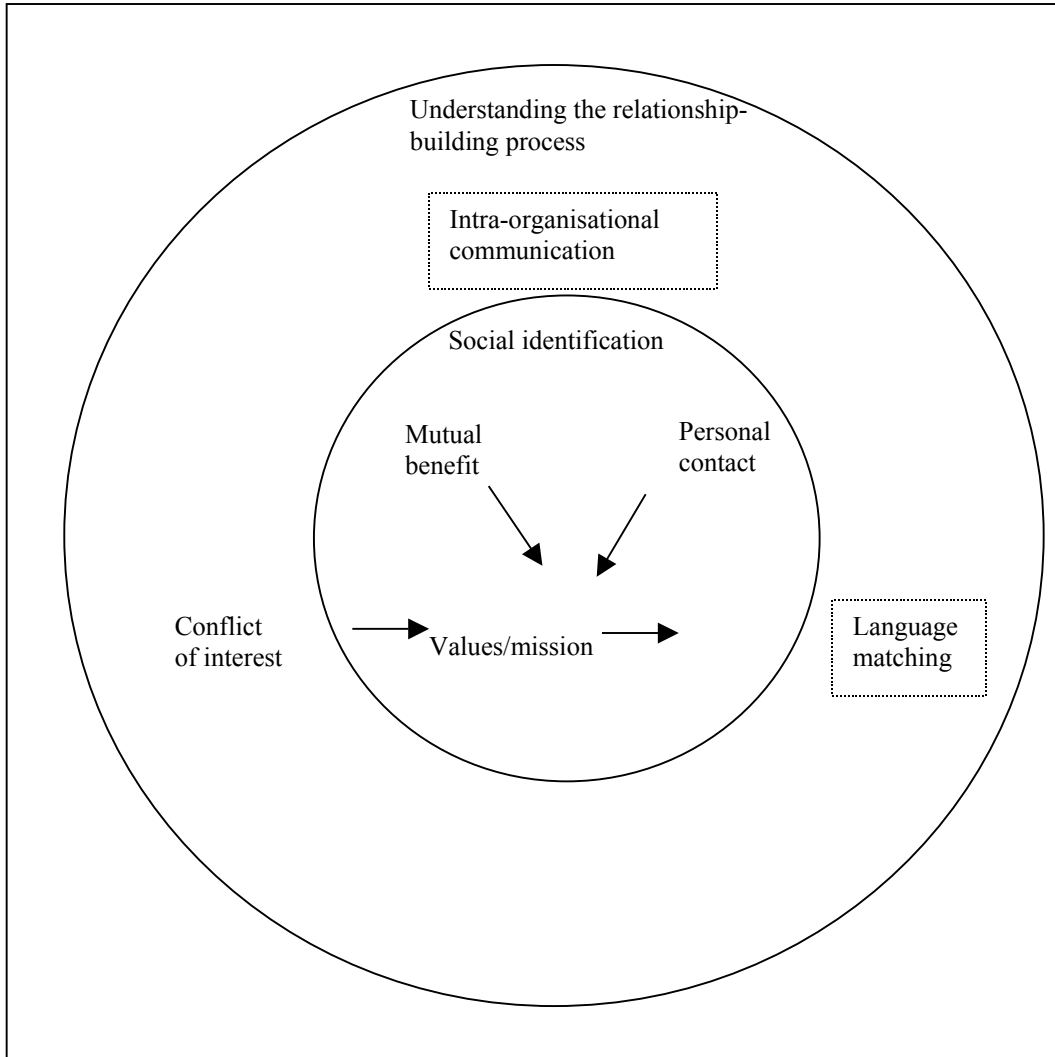 Understanding the relationship-
building process
Intra-organisational
communication
Social identification
Mutual
benefit
Personal
contact
Conflict
of interest
Values/mission
Language
matching